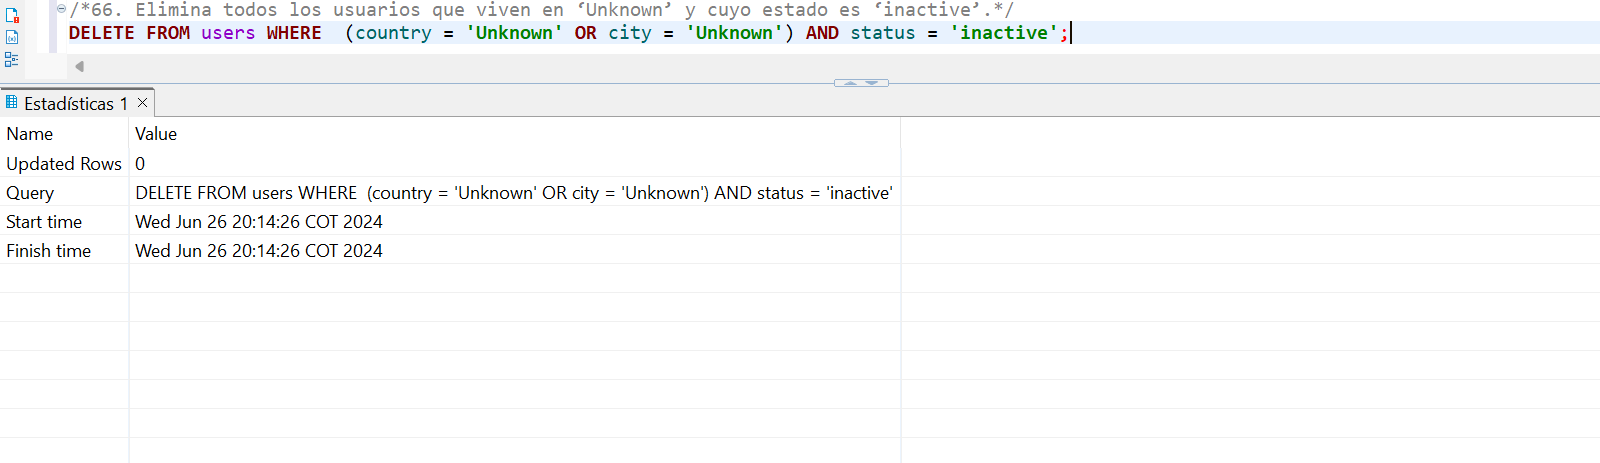 /*66. Elimina todos los usuarios que viven en ‘Unknown’ y cuyo estado es ‘inactive’.*/
DELETE FROM users WHERE  (country = 'Unknown' OR city = 'Unknown') AND status = 'inactive';
Estadísticas 1
Name Value
Updated Rows 0
Query DELETE FROM users WHERE  (country = 'Unknown' OR city = 'Unknown') AND status = 'inactive'
Start time Wed Jun 26 20:14:26 COT 2024
Finish time Wed Jun 26 20:14:26 COT 2024